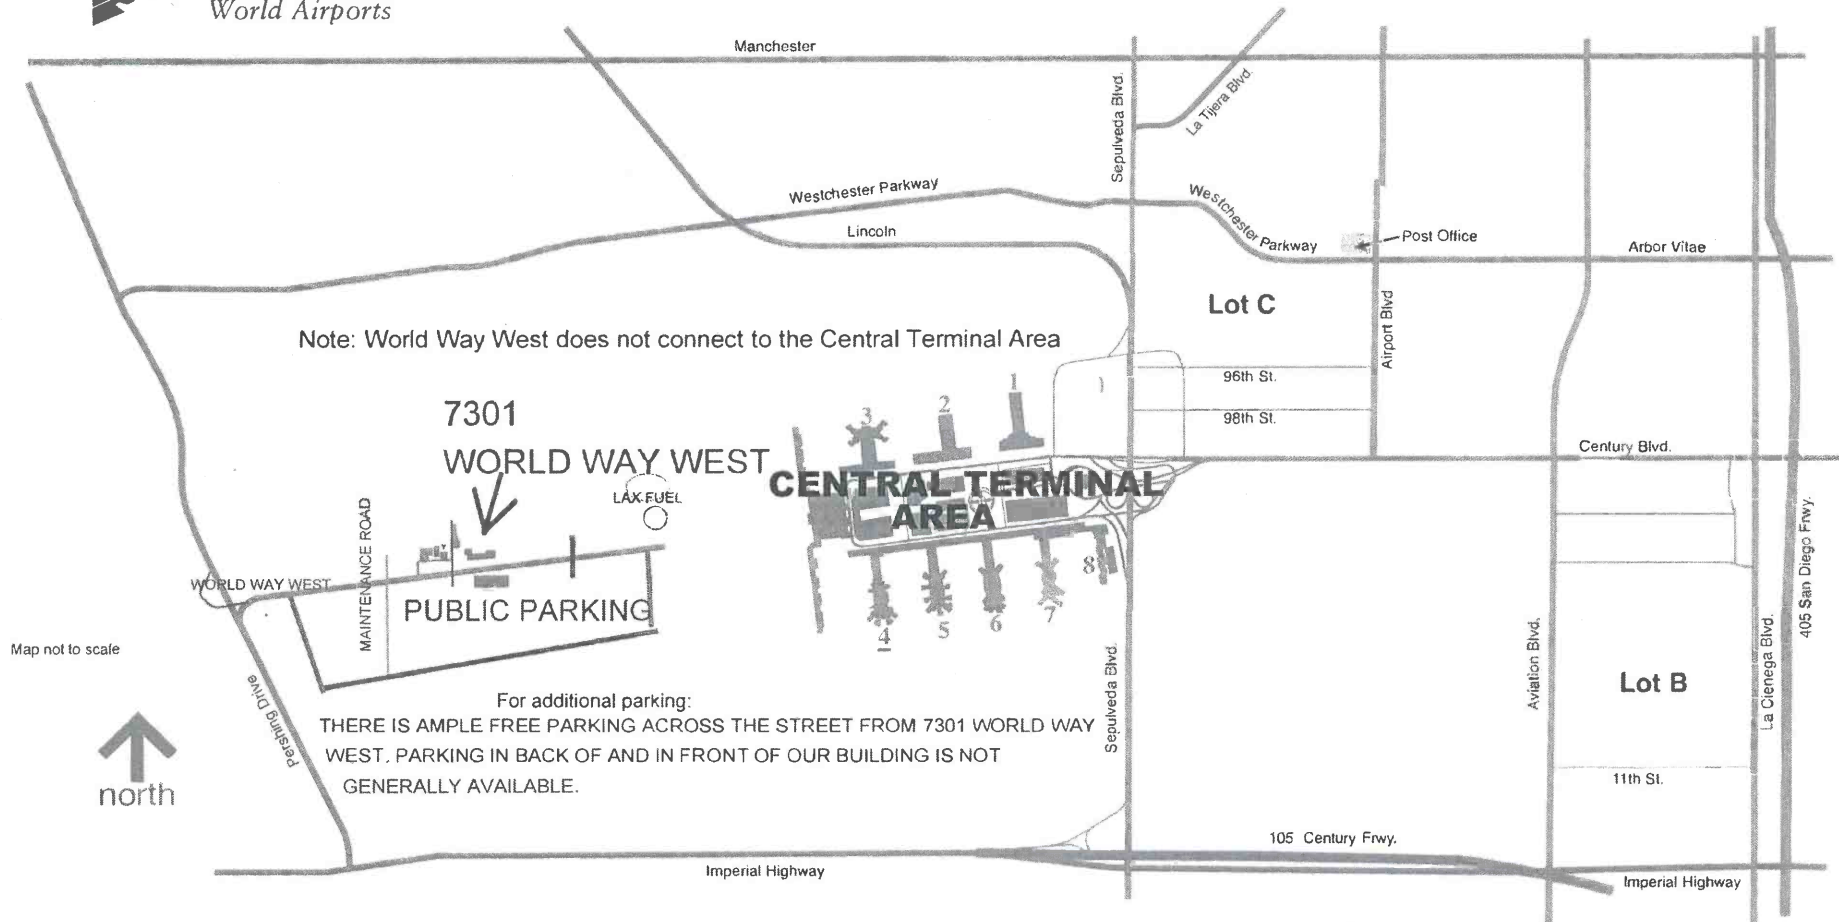 World Airports
Manchester
Sepulveda Blvd.
La Tijera Blvd.
Westchester Parkway
Westchester Parkway
Lincoln
Post Office
Arbor Vitae
Lot C
Airport Blvd
Note: World Way West does not connect to the Central Terminal Area
96th St.
98th St.
7301
WORLD WAY WEST
LAX FUEL
1
2
3
CENTRAL TERMINAL
AREA
Century Blvd.
405 San Diego Frwy.
MAINTENANCE ROAD
WORLD WAY WEST
PUBLIC PARKING
4
5
6
7
8
Map not to scale
Pershing Drive
Sepulveda Blvd.
Aviation Blvd.
Lot B
La Cienega Blvd.
For additional parking:
THERE IS AMPLE FREE PARKING ACROSS THE STREET FROM 7301 WORLD WAY
WEST. PARKING IN BACK OF AND IN FRONT OF OUR BUILDING IS NOT
GENERALLY AVAILABLE.
north
11th St.
105 Century Frwy.
Imperial Highway
Imperial Highway